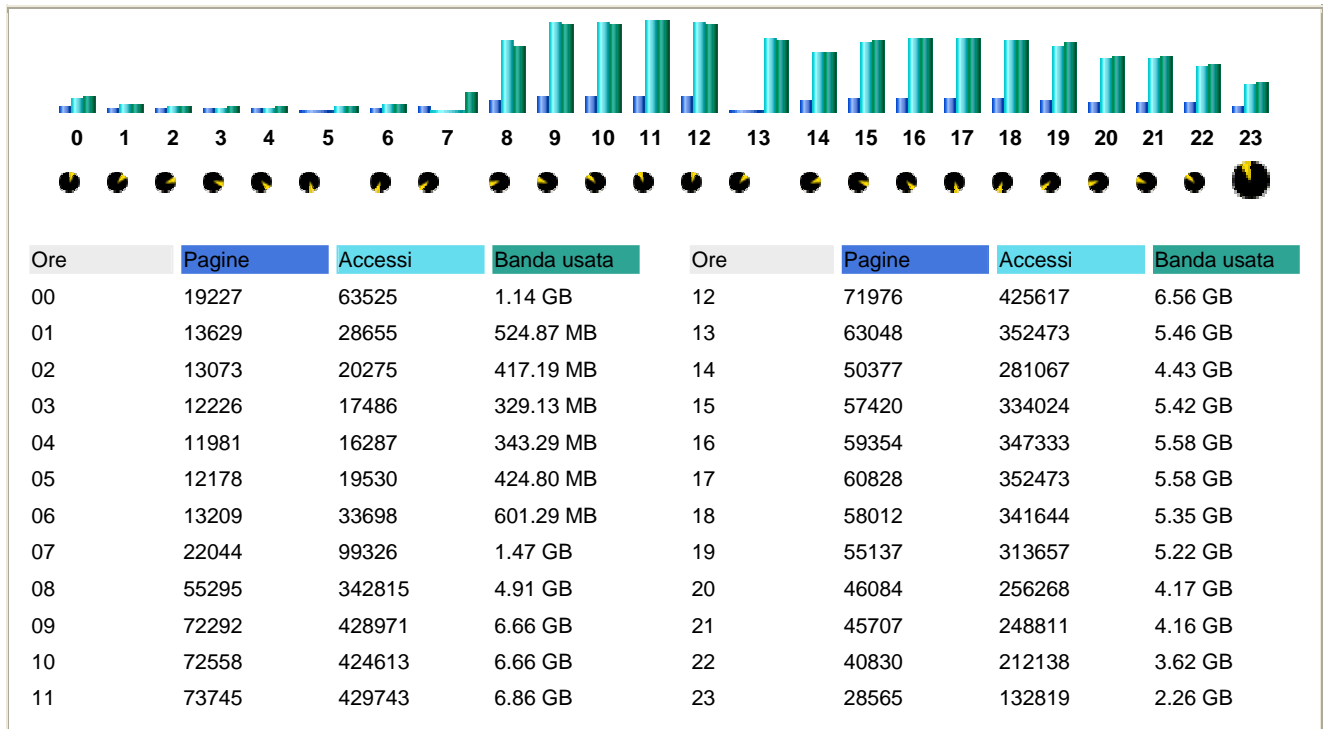 0 1 2 3 4 5 6 7 8 9 10 11 12 13 14 15 16 17 18 19 20 21 22 23
Ore Pagine Accessi Banda usata Ore Pagine Accessi Banda usata
00 19227 63525 1.14 GB 12 71976 425617 6.56 GB
01 13629 28655 524.87 MB 13 63048 352473 5.46 GB
02 13073 20275 417.19 MB 14 50377 281067 4.43 GB
03 12226 17486 329.13 MB 15 57420 334024 5.42 GB
04 11981 16287 343.29 MB 16 59354 347333 5.58 GB
05 12178 19530 424.80 MB 17 60828 352473 5.58 GB
06 13209 33698 601.29 MB 18 58012 341644 5.35 GB
07 22044 99326 1.47 GB 19 55137 313657 5.22 GB
08 55295 342815 4.91 GB 20 46084 256268 4.17 GB
09 72292 428971 6.66 GB 21 45707 248811 4.16 GB
10 72558 424613 6.66 GB 22 40830 212138 3.62 GB
11 73745 429743 6.86 GB 23 28565 132819 2.26 GB